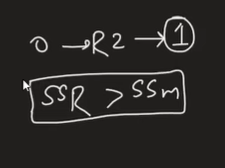 0 → R2 → 1
SSR > SSm